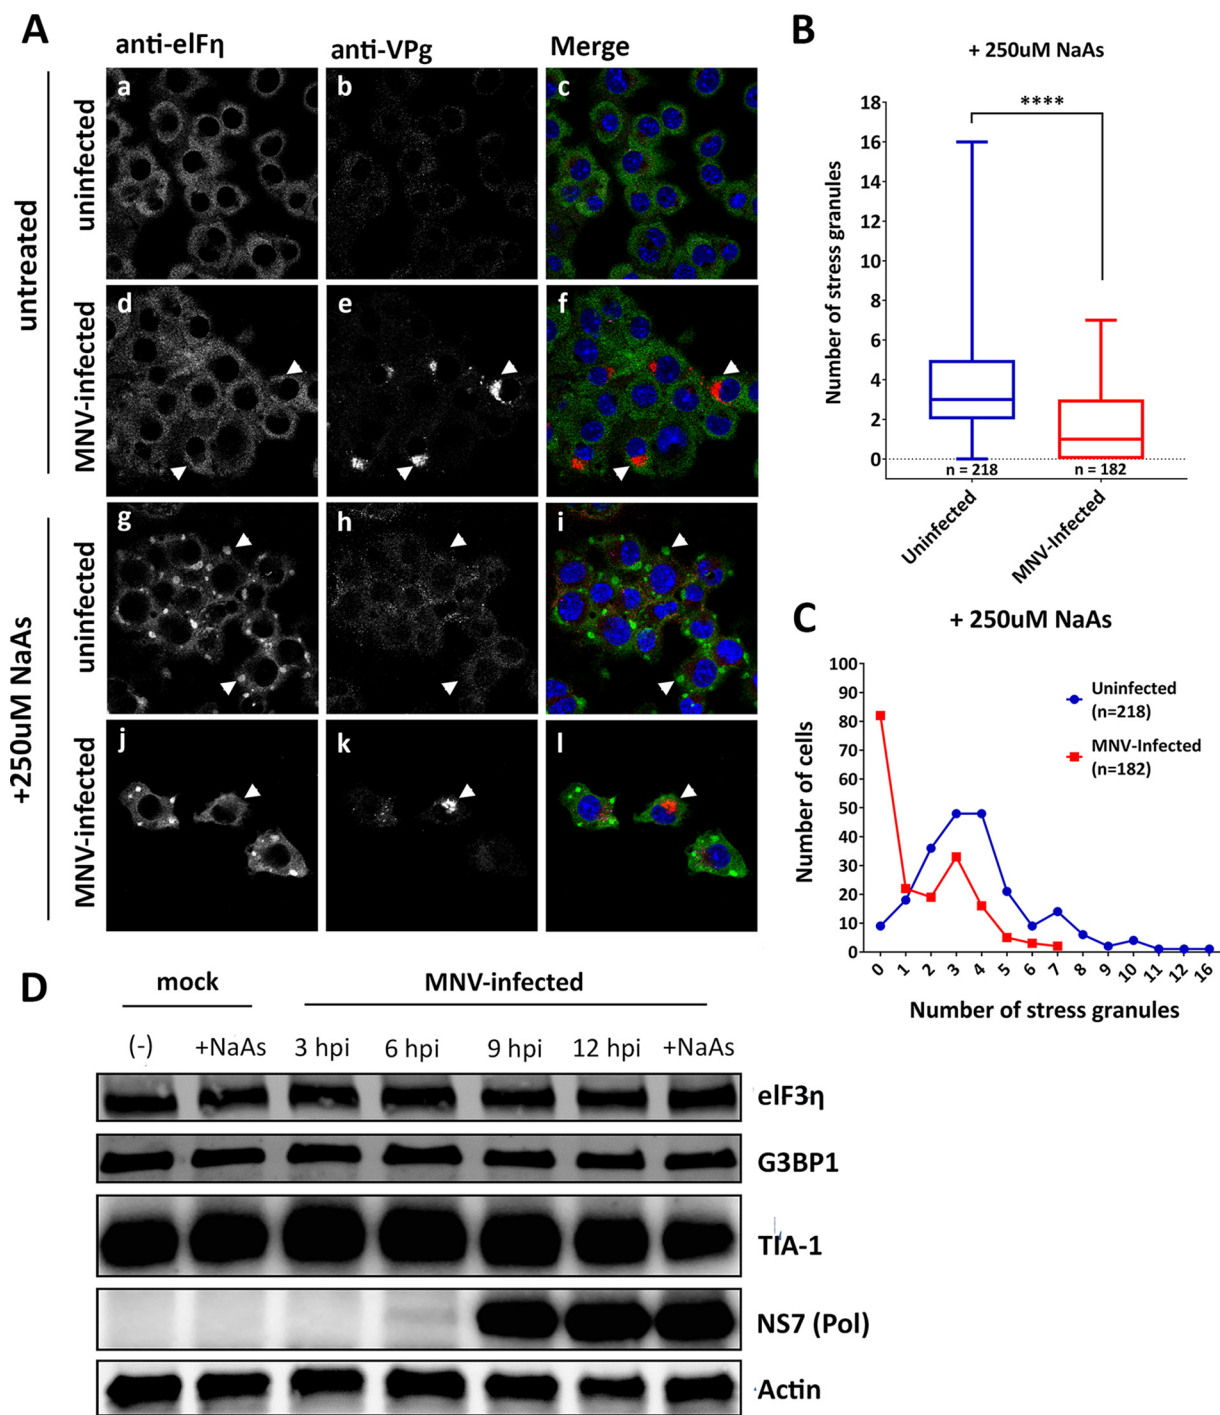 A
anti-eIFη
anti-VPg
Merge
untreated
uninfected
a
b
c
MNV-infected
d
e
f
+250uM NaAs
uninfected
g
h
i
MNV-infected
j
k
l
B
+ 250uM NaAs
****
Number of stress granules
18
16
14
12
10
8
6
4
2
0
n = 218
n = 182
Uninfected
MNV-Infected
C
+ 250uM NaAs
Number of cells
100
90
80
70
60
50
40
30
20
10
0
Uninfected
(n=218)
MNV-Infected
(n=182)
0 1 2 3 4 5 6 7 8 9 10 11 12 16
Number of stress granules
D
mock
MNV-infected
(-) +NaAs 3 hpi 6 hpi 9 hpi 12 hpi +NaAs
eIF3η
G3BP1
TIA-1
NS7 (Pol)
Actin